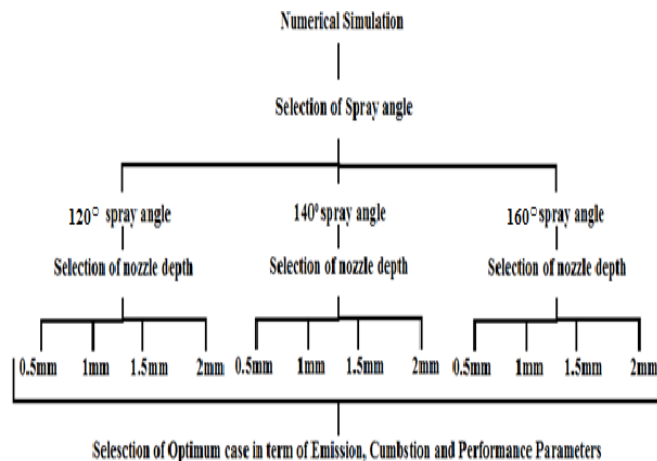 Numerical Simulation
Selection of Spray angle
120° spray angle 140° spray angle 160° spray angle
Selection of nozzle depth Selection of nozzle depth Selection of nozzle depth
0.5mm 1mm 1.5mm 2mm 0.5mm 1mm 1.5mm 2mm 0.5mm 1mm 1.5mm 2mm
Selesction of Optimum case in term of Emission, Cumbstion and Performance Parameters